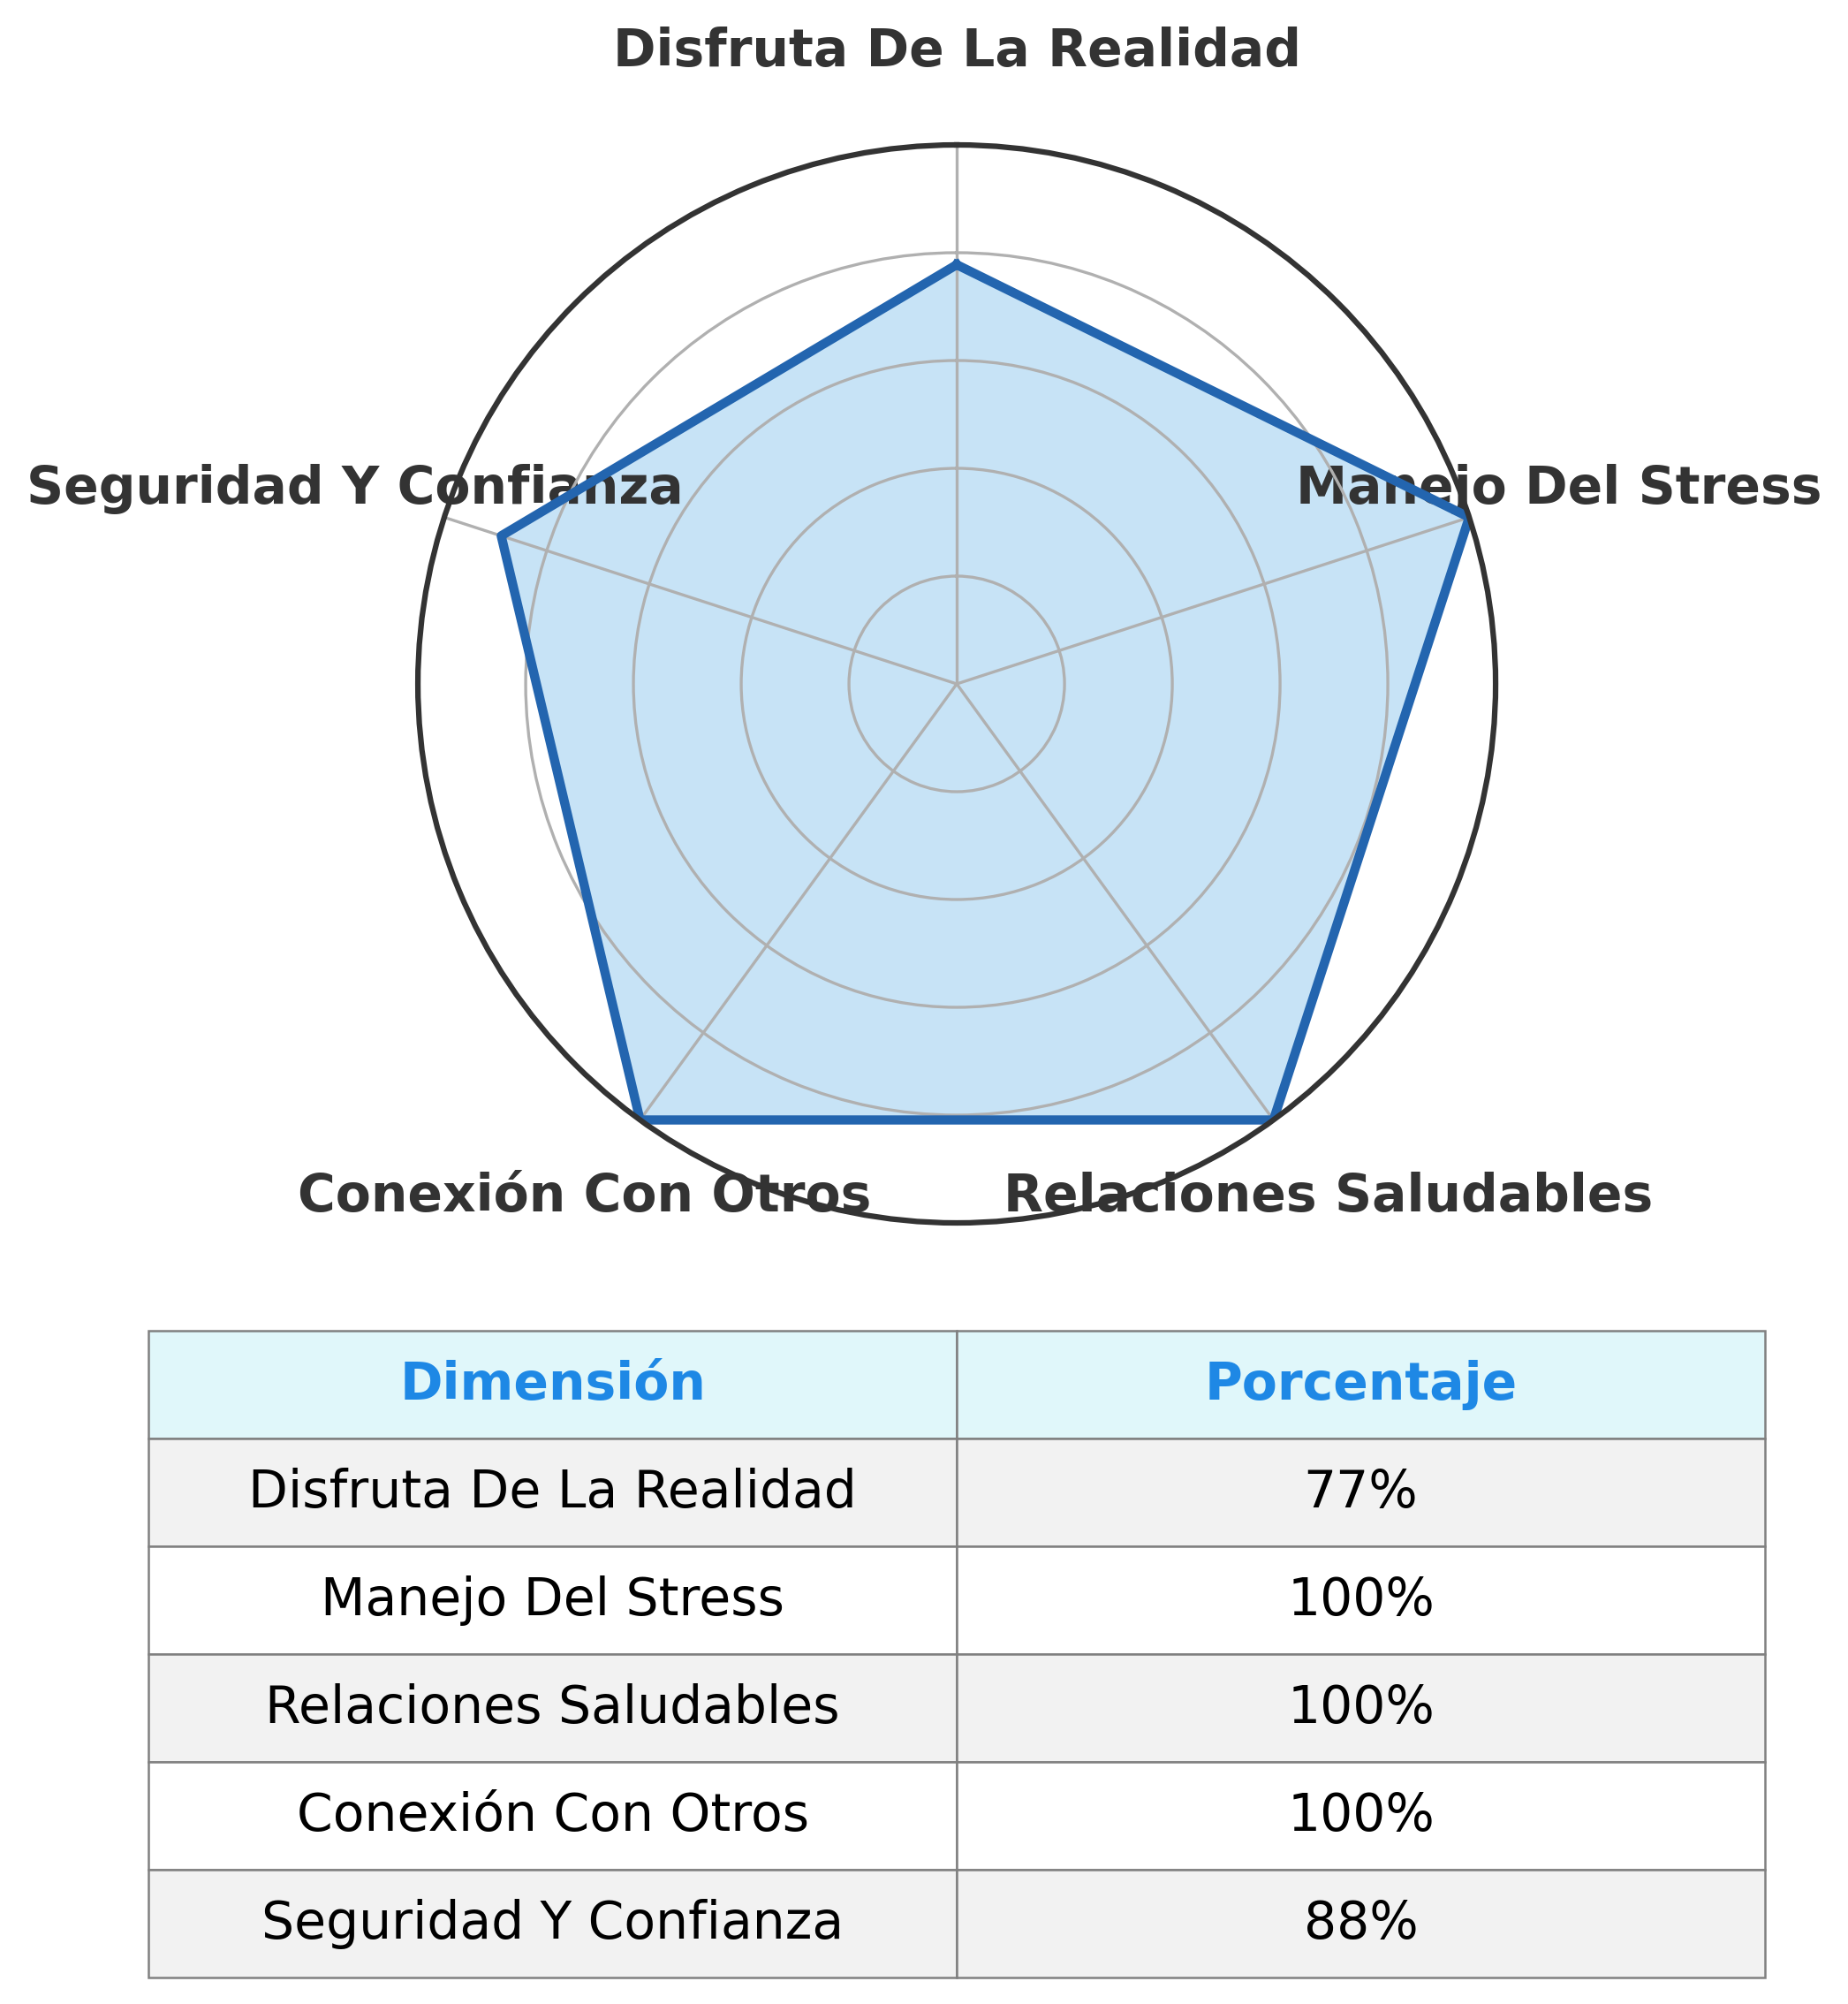 Disfruta De La Realidad
Seguridad Y Confianza
Manejo Del Stress
Conexión Con Otros
Relaciones Saludables
Dimensión Porcentaje
Disfruta De La Realidad 77%
Manejo Del Stress 100%
Relaciones Saludables 100%
Conexión Con Otros 100%
Seguridad Y Confianza 88%